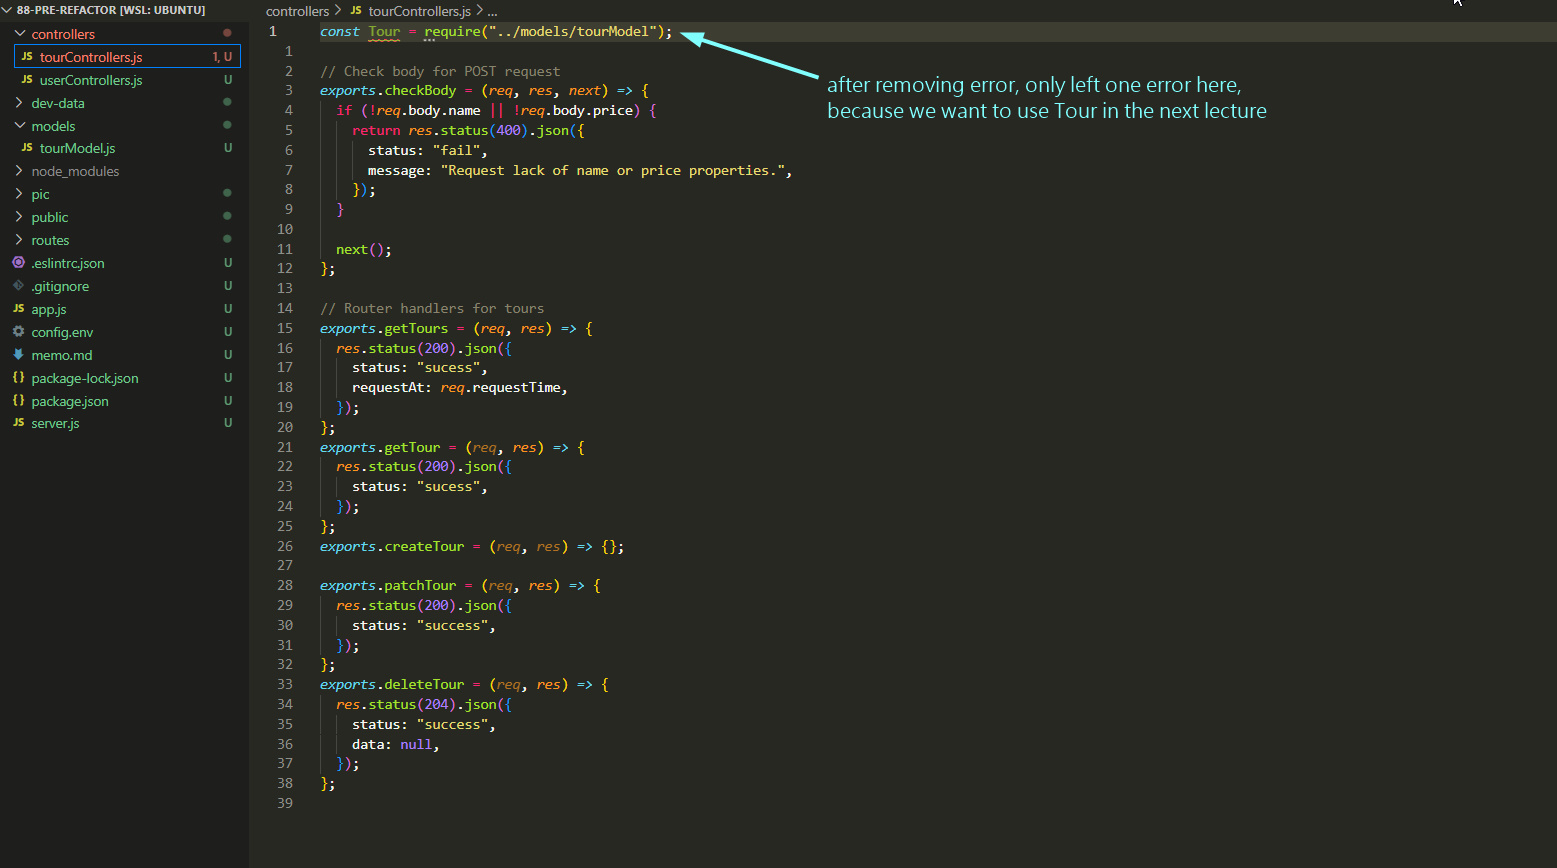 88-PRE-REFACTOR [WSL: UBUNTU]
controllers
JS tourControllers.js 1, U
JS userControllers.js U
dev-data
models
JS tourModel.js U
node_modules
pic
public
routes
.eslintrc.json U
.gitignore U
JS app.js U
config.env U
memo.md U
{} package-lock.json U
{} package.json U
JS server.js U
controllers > JS tourControllers.js > ...
1 const Tour = require("../models/tourModel");
1
2 // Check body for POST request
3 exports.checkBody = (req, res, next) => {
4 if (!req.body.name || !req.body.price) {
5 return res.status(400).json({
6 status: "fail",
7 message: "Request lack of name or price properties.",
8 });
9 }
10
11 next();
12 };
13
14 // Router handlers for tours
15 exports.getTours = (req, res) => {
16 res.status(200).json({
17 status: "sucess",
18 requestAt: req.requestTime,
19 });
20 };
21 exports.getTour = (req, res) => {
22 res.status(200).json({
23 status: "sucess",
24 });
25 };
26 exports.createTour = (req, res) => {};
27
28 exports.patchTour = (req, res) => {
29 res.status(200).json({
30 status: "success",
31 });
32 };
33 exports.deleteTour = (req, res) => {
34 res.status(204).json({
35 status: "success",
36 data: null,
37 });
38 };
39
after removing error, only left one error here,
because we want to use Tour in the next lecture